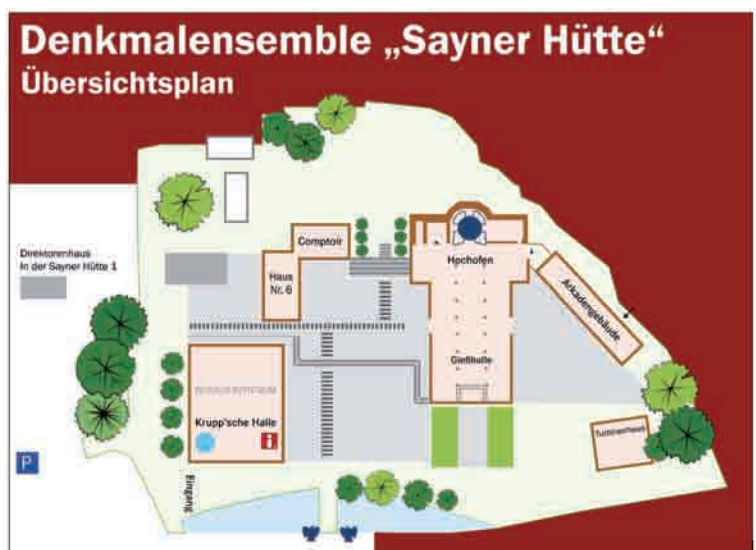 Denkmalensemble „Sayner Hütte“
Übersichtsplan
Direktorenhaus
In der Sayner Hütte 1
Comptoir
Haus
Nr. 6
Hochofen
Arkadengebäude
Gießhalle
BESUCHERZENTRUM
Krupp'sche Halle
i
Turbinenhaus
P
Eingang